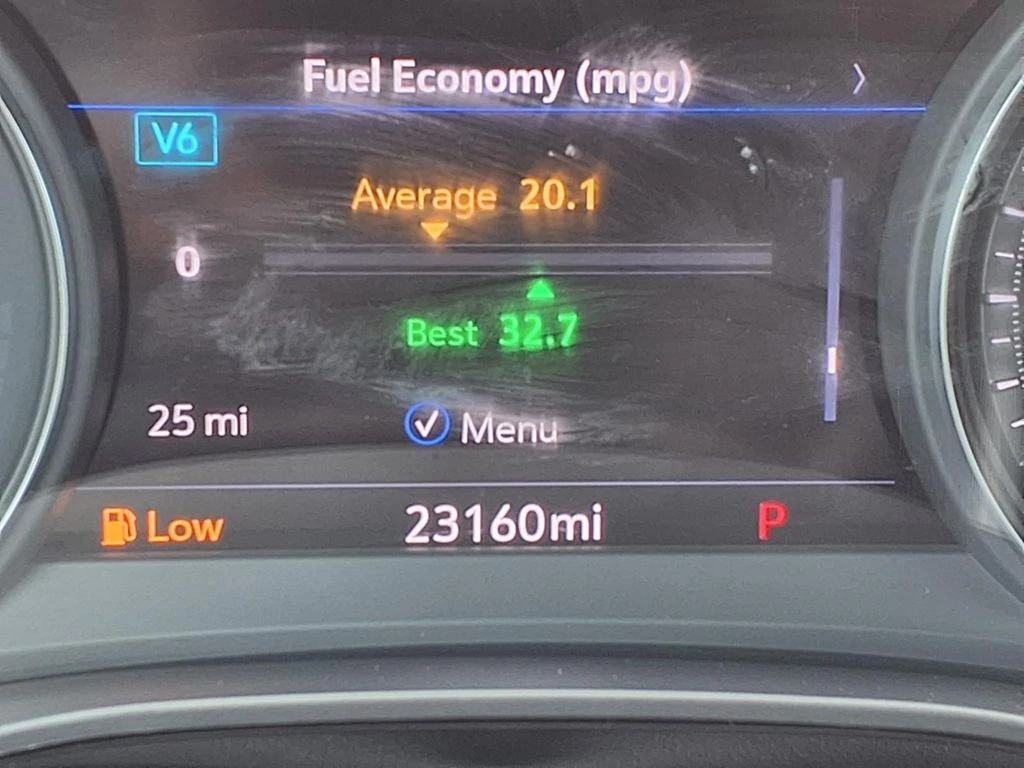 Fuel Economy (mpg)
V6
Average 20.1
0
Best 32.7
25 mi
Menu
Low
23160mi
P